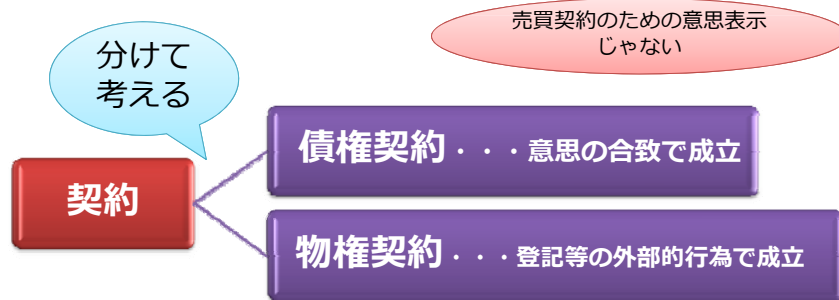 売買契約のための意思表示
じゃない
分けて
考える
債権契約・・・意思の合致で成立
契約
物権契約・・・登記等の外部的行為で成立